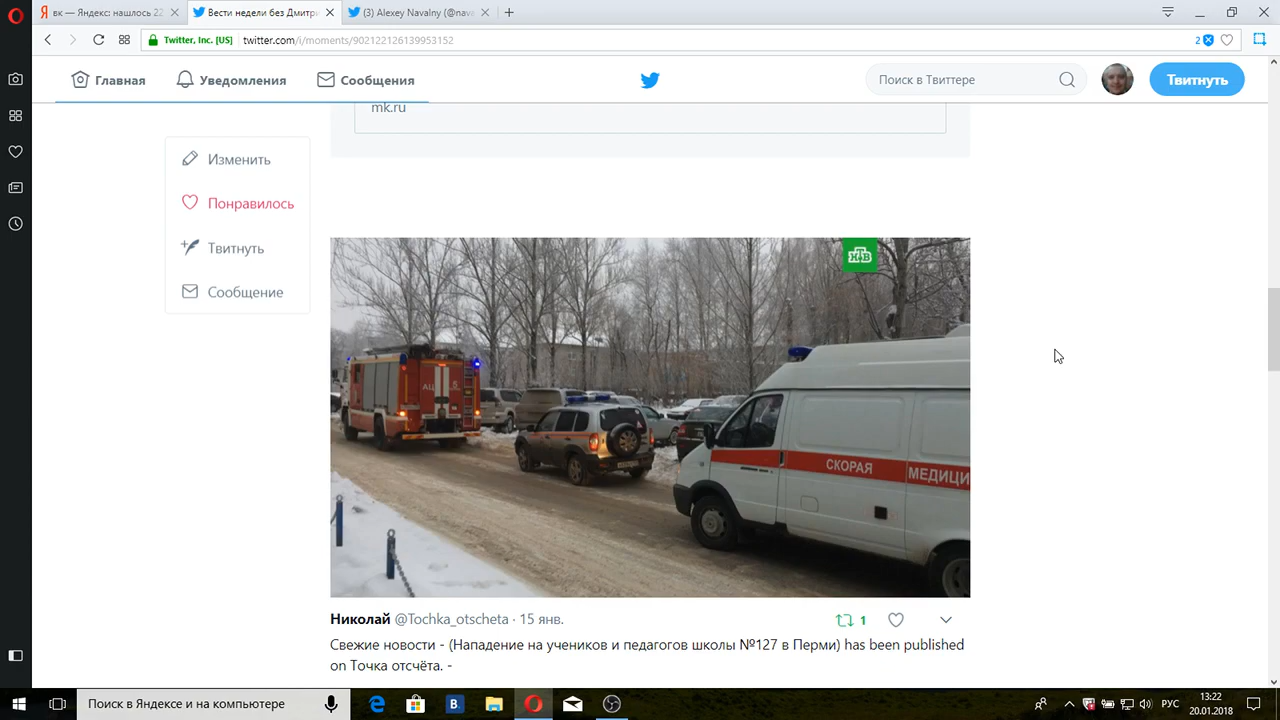 вк — Яндекс: нашлось 22
Вести недели без Дмитри
(3) Alexey Navalny (@nava
Twitter, Inc. [US]
twitter.com/i/moments/902122126139953152
2
Главная
Уведомления
Сообщения
Поиск в Твиттере
Твитнуть
mk.ru
Изменить
Понравилось
Твитнуть
Сообщение
НТВ
АЦ
5
СКОРАЯ
МЕДИЦИ
Николай @Tochka_otscheta · 15 янв.
1
Свежие новости - (Нападение на учеников и педагогов школы №127 в Перми) has been published
on Точка отсчёта. -
Поиск в Яндексе и на компьютере
РУС
13:22
20.01.2018